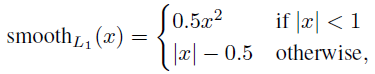 smooth_{L_1}(x) = { 0.5x^2 if |x| < 1
|x| − 0.5 otherwise,